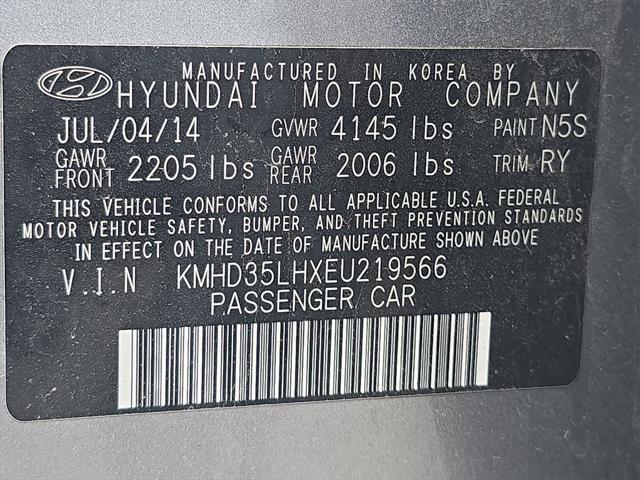 MANUFACTURED IN KOREA BY
HYUNDAI MOTOR COMPANY
JUL/04/14 GVWR 4145 lbs PAINT N5S
GAWR FRONT 2205 lbs GAWR REAR 2006 lbs TRIM RY
THIS VEHICLE CONFORMS TO ALL APPLICABLE U.S.A. FEDERAL
MOTOR VEHICLE SAFETY, BUMPER, AND THEFT PREVENTION STANDARDS
IN EFFECT ON THE DATE OF MANUFACTURE SHOWN ABOVE
V.I.N KMHD35LHXEU219566
PASSENGER CAR